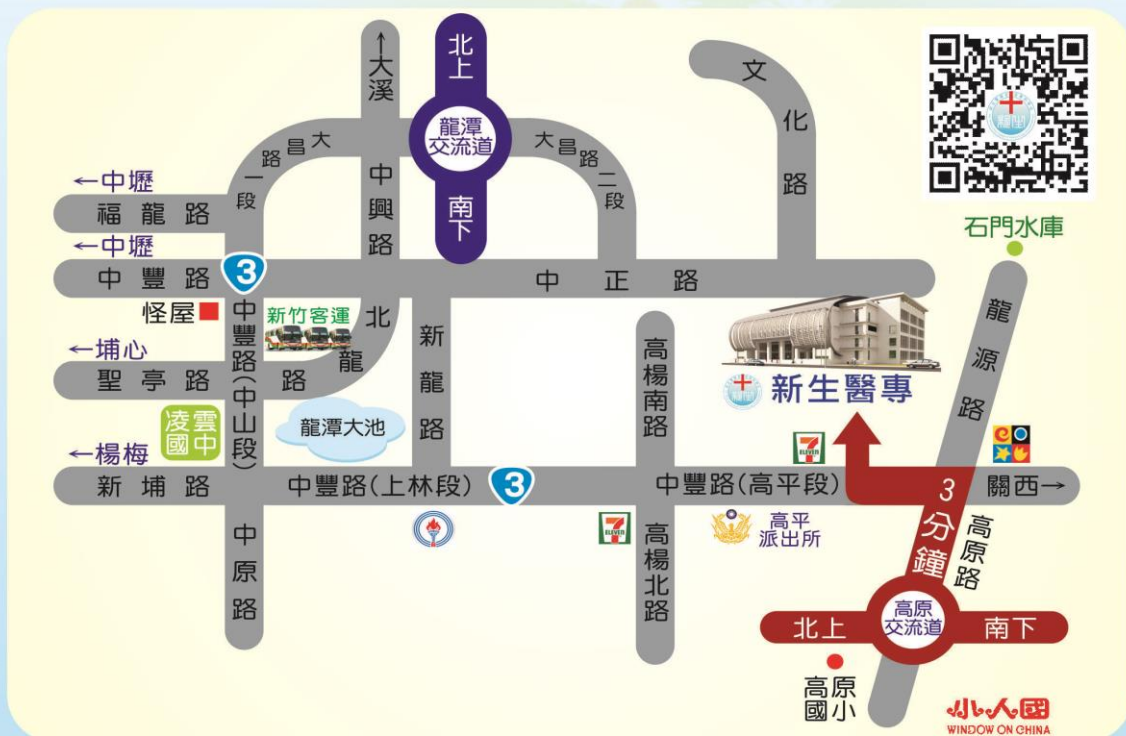 ←大溪
北上
龍潭
交流道
南下
大昌路一段
大昌路二段
中興路
文化路
←中壢
福龍路
←中壢
中豐路
3
中正路
石門水庫
怪屋
新竹客運
中豐路(中山段)
北龍路
新龍路
高楊南路
龍源路
←埔心
聖亭路
新生醫專
凌雲
國中
龍潭大池
←楊梅
新埔路
中豐路(上林段)
3
中豐路(高平段)
7
ELEVEN
3分鐘
關西→
7
ELEVEN
高平
派出所
高原路
中原路
高楊北路
北上
高原
交流道
南下
高原
國小
小人國
WINDOW ON CHINA